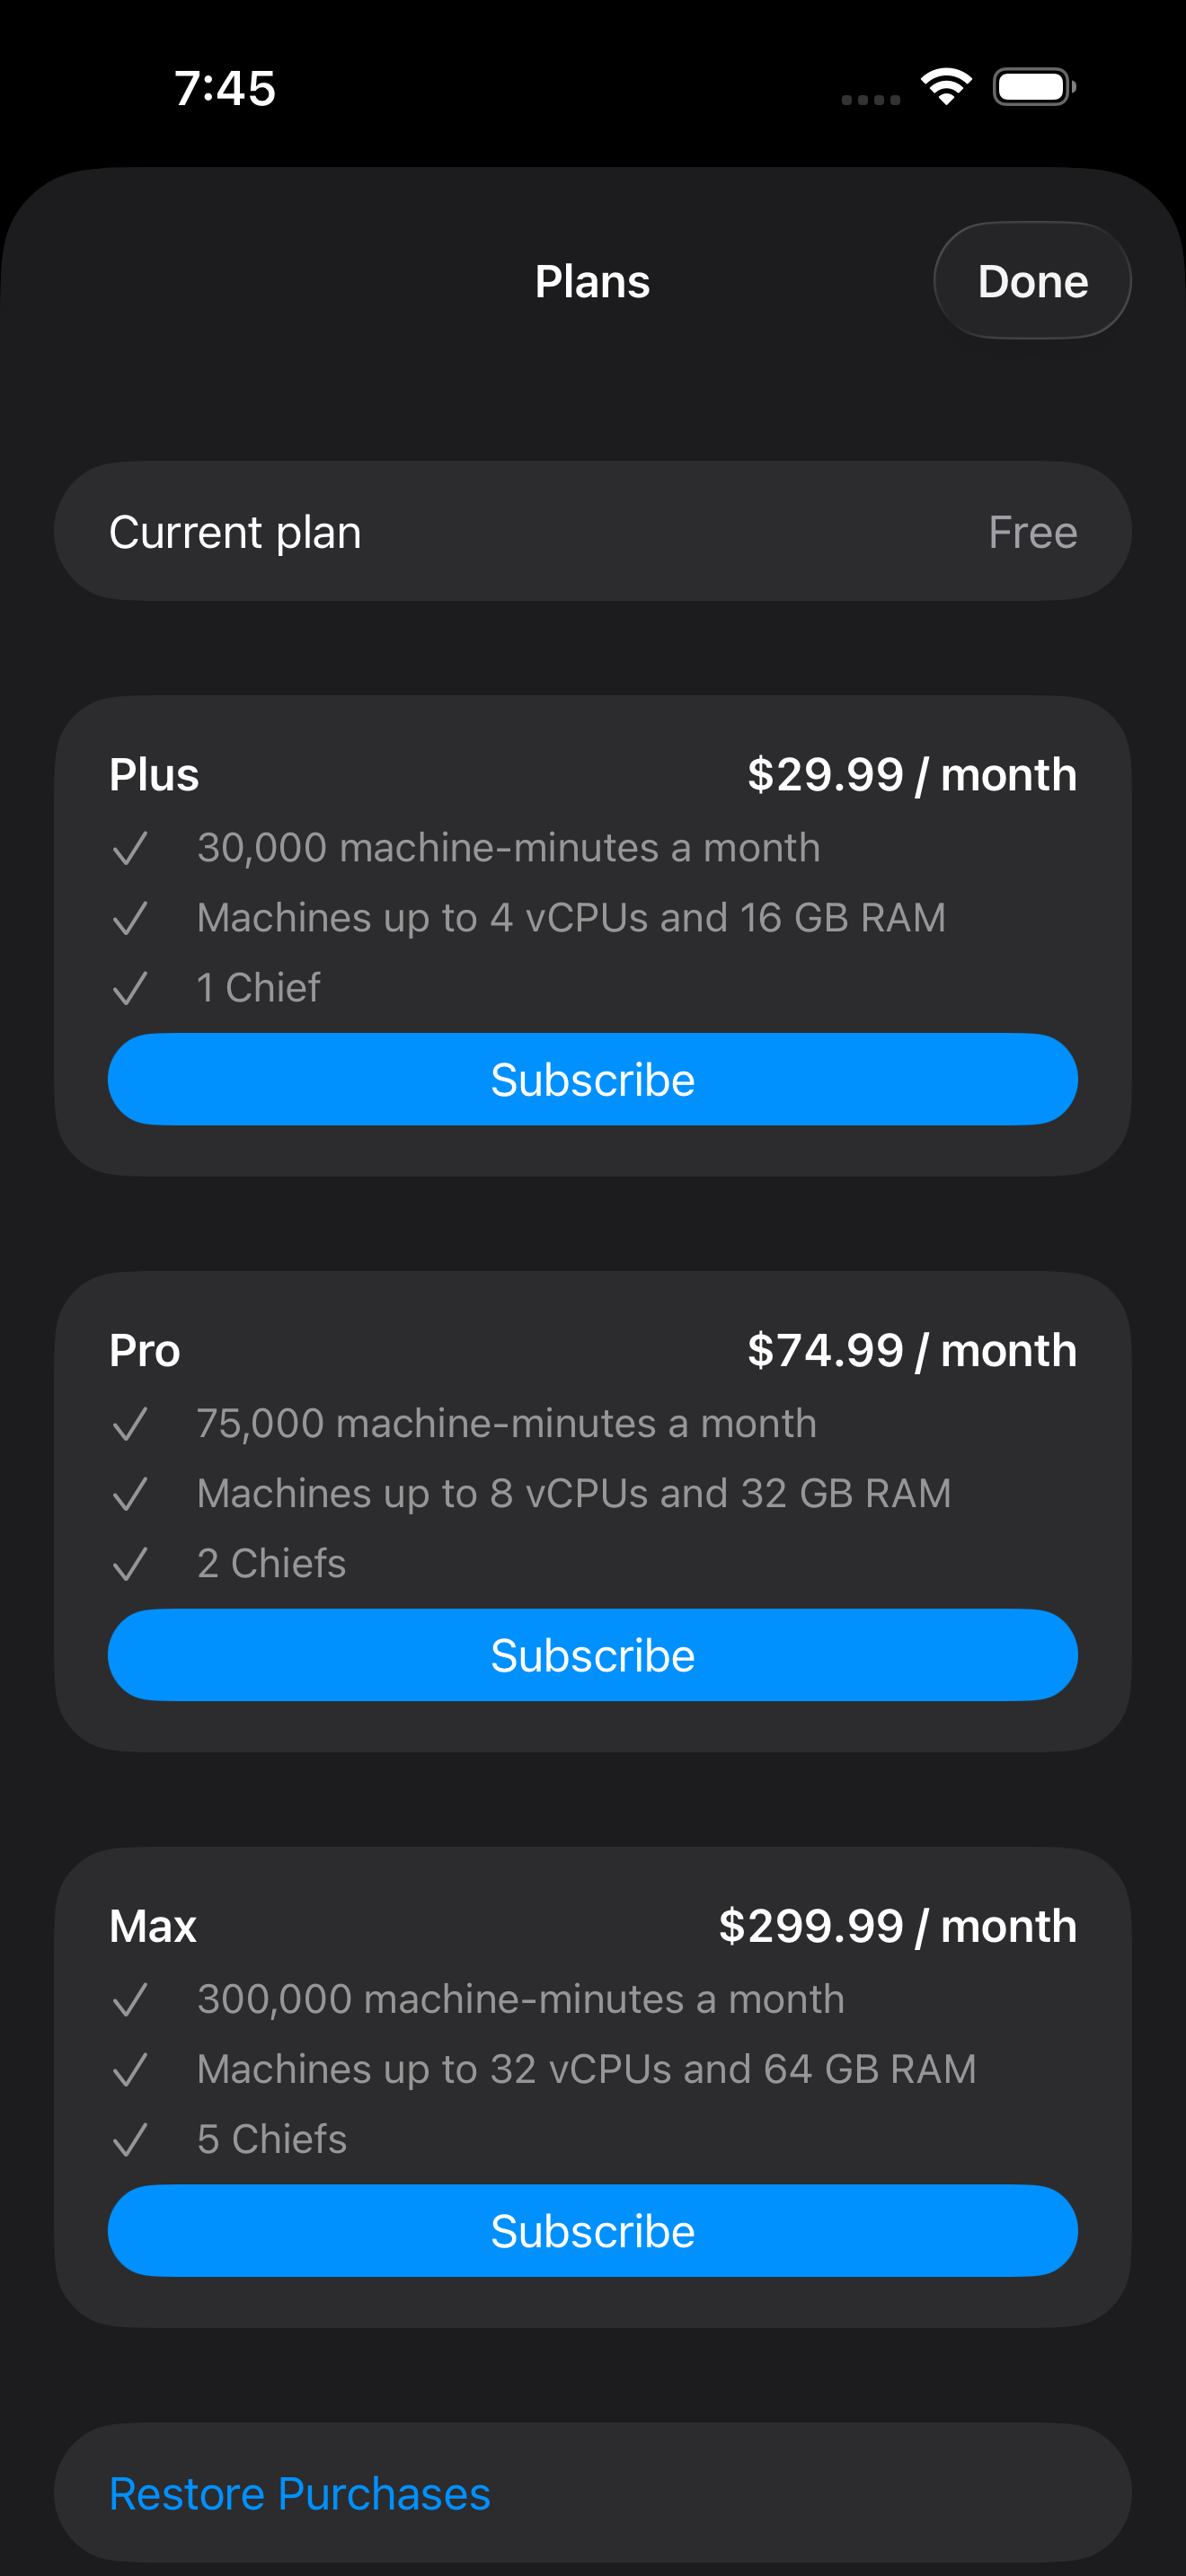 7:45
Plans
Done
Current plan
Free
Plus
$29.99 / month
30,000 machine-minutes a month
Machines up to 4 vCPUs and 16 GB RAM
1 Chief
Subscribe
Pro
$74.99 / month
75,000 machine-minutes a month
Machines up to 8 vCPUs and 32 GB RAM
2 Chiefs
Subscribe
Max
$299.99 / month
300,000 machine-minutes a month
Machines up to 32 vCPUs and 64 GB RAM
5 Chiefs
Subscribe
Restore Purchases